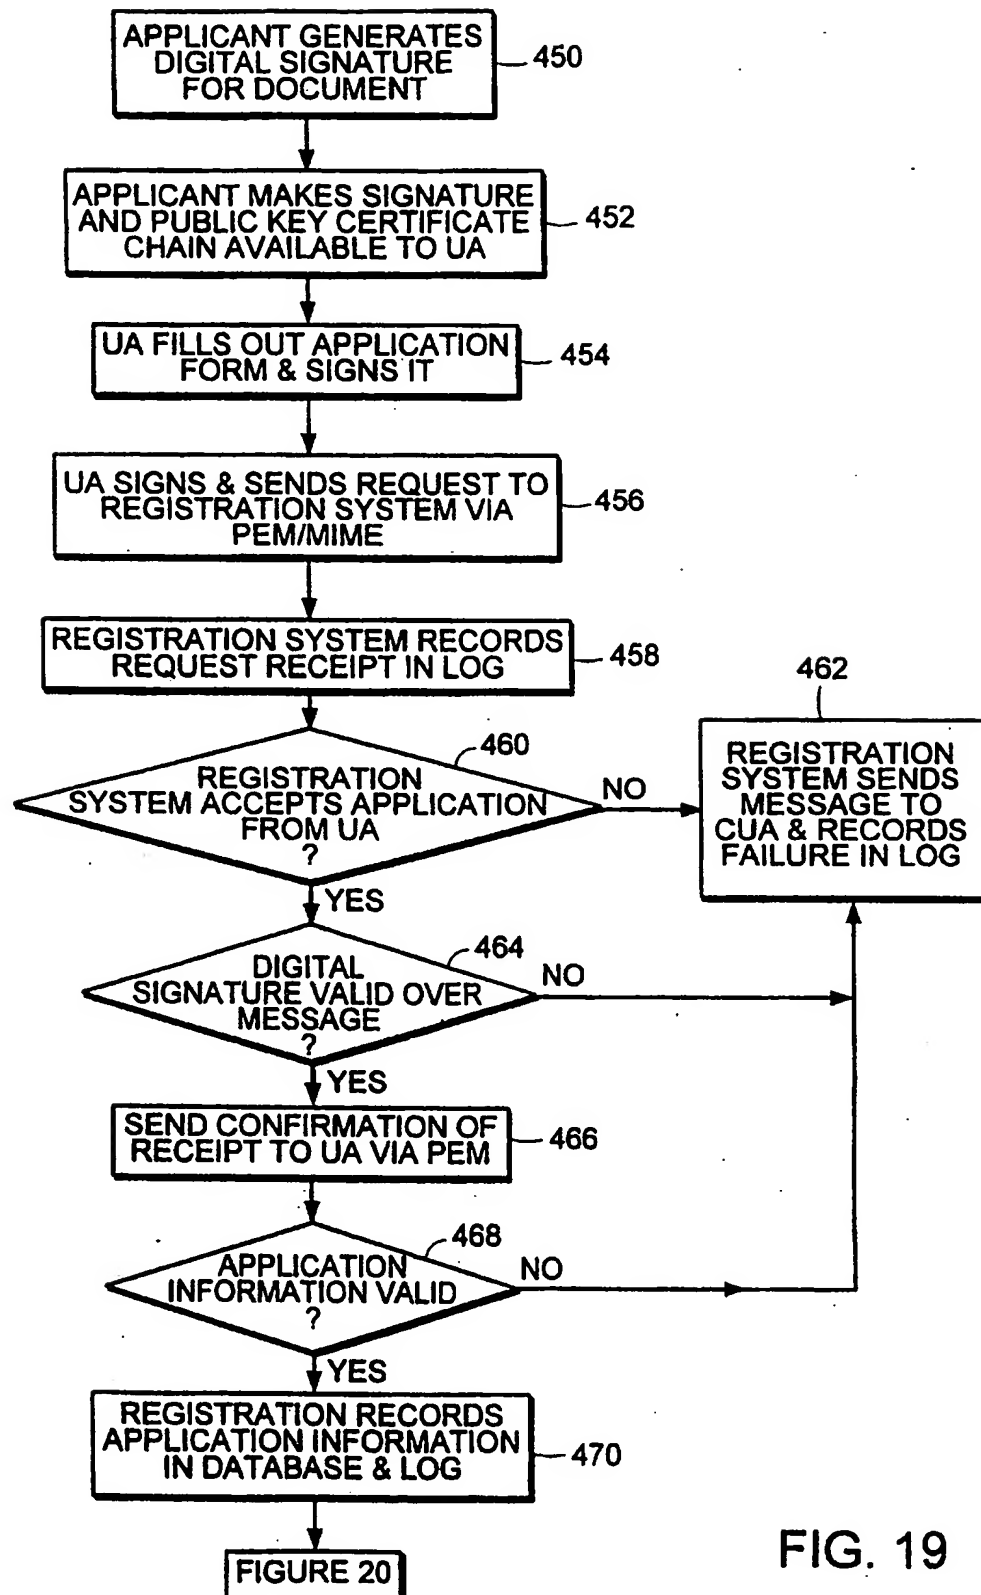 APPLICANT GENERATES
DIGITAL SIGNATURE
FOR DOCUMENT
450
APPLICANT MAKES SIGNATURE
AND PUBLIC KEY CERTIFICATE
CHAIN AVAILABLE TO UA
452
UA FILLS OUT APPLICATION
FORM & SIGNS IT
454
UA SIGNS & SENDS REQUEST TO
REGISTRATION SYSTEM VIA
PEM/MIME
456
REGISTRATION SYSTEM RECORDS
REQUEST RECEIPT IN LOG
458
460
REGISTRATION
SYSTEM ACCEPTS APPLICATION
FROM UA
?
NO
YES
462
REGISTRATION
SYSTEM SENDS
MESSAGE TO
CUA & RECORDS
FAILURE IN LOG
464
DIGITAL
SIGNATURE VALID OVER
MESSAGE
?
NO
YES
SEND CONFIRMATION OF
RECEIPT TO UA VIA PEM
466
468
APPLICATION
INFORMATION VALID
?
NO
YES
REGISTRATION RECORDS
APPLICATION INFORMATION
IN DATABASE & LOG
470
FIGURE 20
FIG. 19